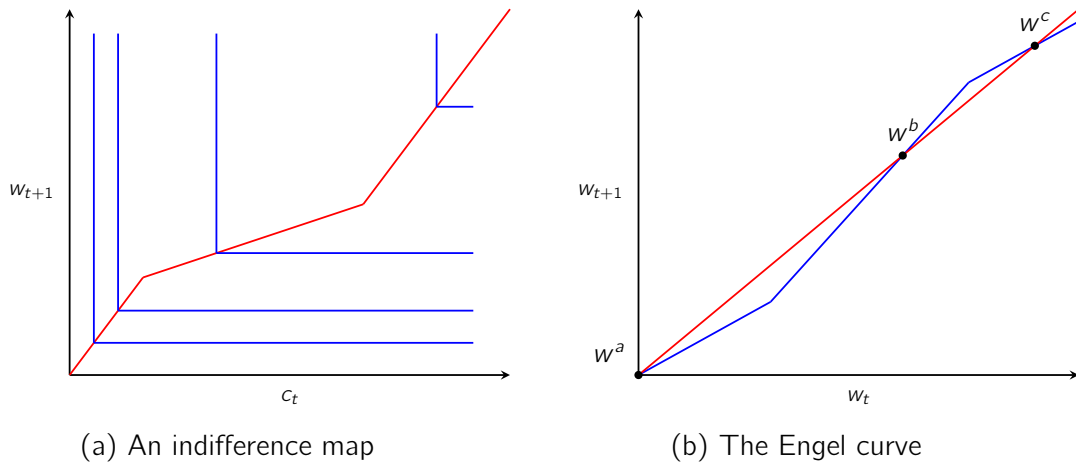 w_{t+1}
c_t
(a) An indifference map
w^c
w^b
w_{t+1}
w^a
w_t
(b) The Engel curve